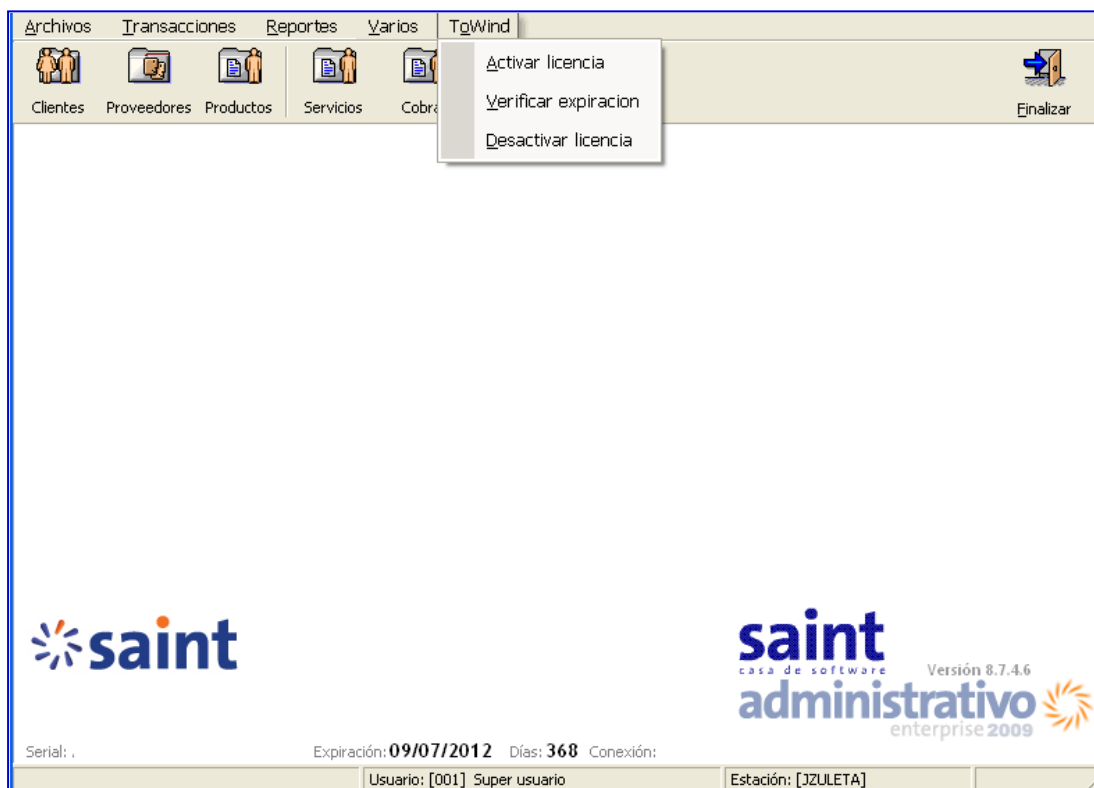 Archivos Transacciones Reportes Varios ToWind
Activar licencia
Verificar expiracion
Desactivar licencia
Clientes Proveedores Productos Servicios Finalizar
saint
saint
casa de software
Versión 8.7.4.6
administrativo
enterprise 2009
Serial: . Expiración: 09/07/2012 Días: 368 Conexión:
Usuario: [001] Super usuario Estación: [JZULETA]